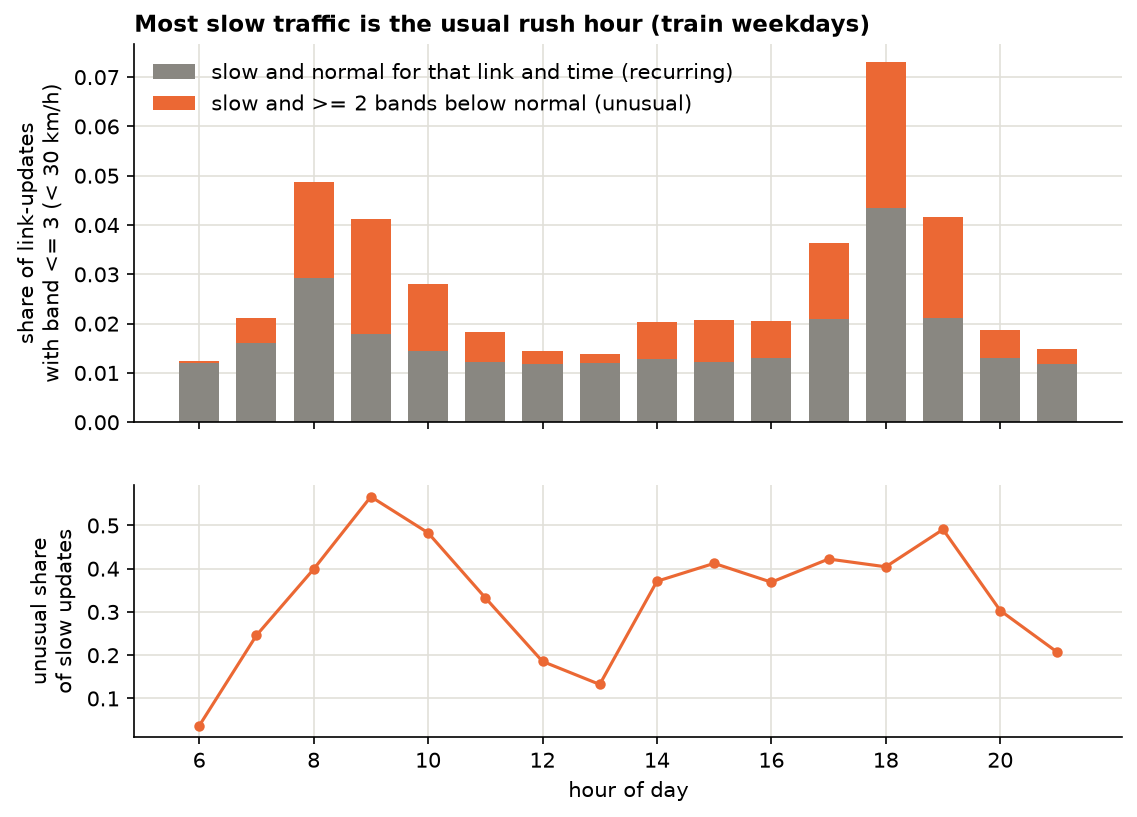 Most slow traffic is the usual rush hour (train weekdays)
slow and normal for that link and time (recurring)
slow and >= 2 bands below normal (unusual)
share of link-updates
with band <= 3 (< 30 km/h)
0.07
0.06
0.05
0.04
0.03
0.02
0.01
0.00
unusual share
of slow updates
0.5
0.4
0.3
0.2
0.1
6 8 10 12 14 16 18 20
hour of day